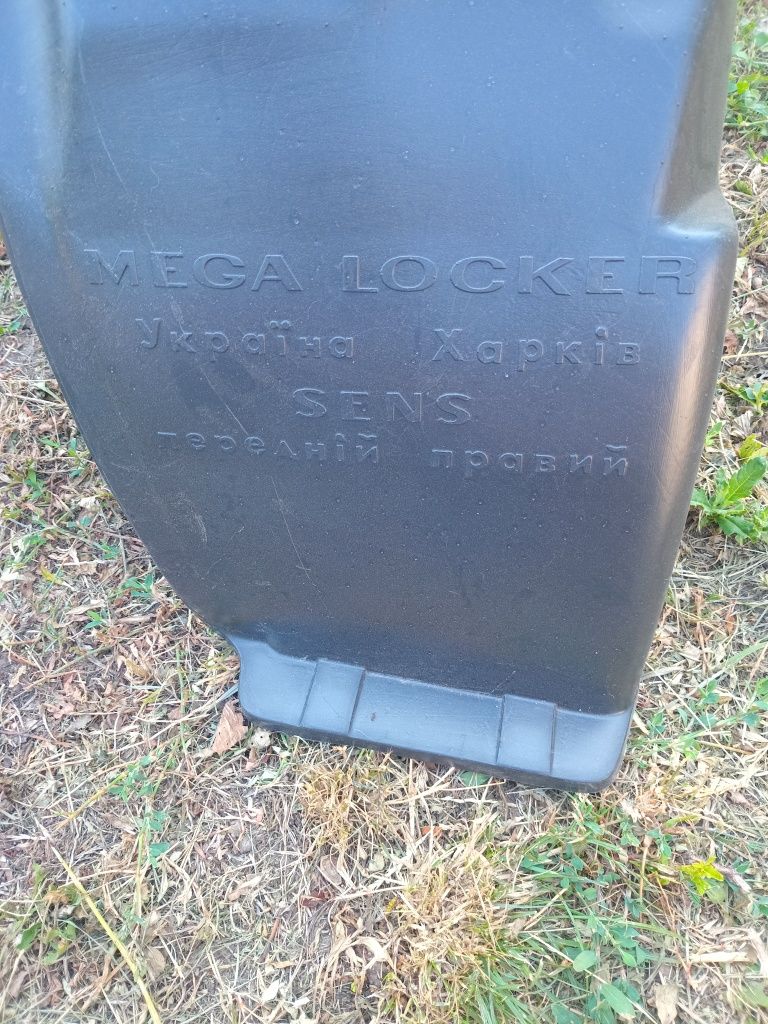 MEGA LOCKER
Україна Харків
SENS
передній правий